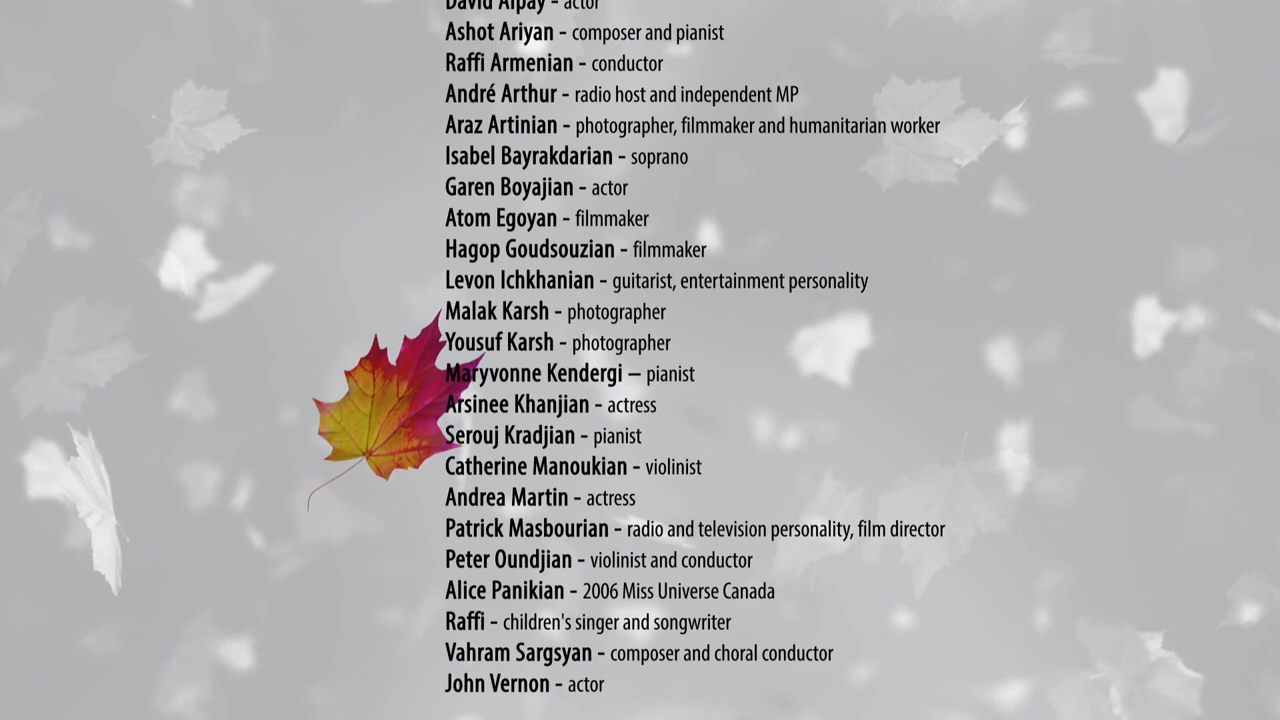 David Alpay - actor
Ashot Ariyan - composer and pianist
Raffi Armenian - conductor
André Arthur - radio host and independent MP
Araz Artinian - photographer, filmmaker and humanitarian worker
Isabel Bayrakdarian - soprano
Garen Boyajian - actor
Atom Egoyan - filmmaker
Hagop Goudsouzian - filmmaker
Levon Ichkhanian - guitarist, entertainment personality
Malak Karsh - photographer
Yousuf Karsh - photographer
Maryvonne Kendergi – pianist
Arsinee Khanjian - actress
Serouj Kradjian - pianist
Catherine Manoukian - violinist
Andrea Martin - actress
Patrick Masbourian - radio and television personality, film director
Peter Oundjian - violinist and conductor
Alice Panikian - 2006 Miss Universe Canada
Raffi - children's singer and songwriter
Vahram Sargsyan - composer and choral conductor
John Vernon - actor